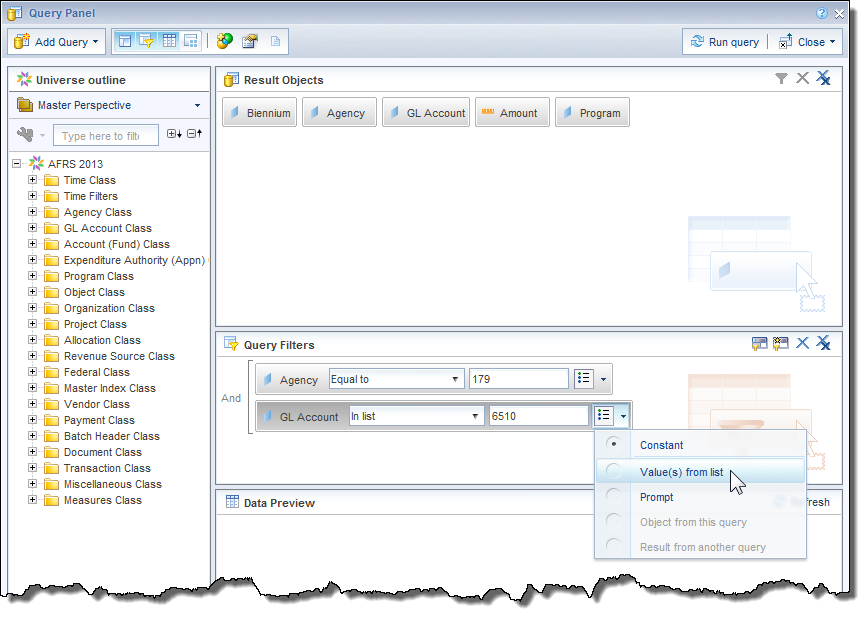 Query Panel
Add Query
Run query
Close
Universe outline
Master Perspective
Type here to filt
AFRS 2013
Time Class
Time Filters
Agency Class
GL Account Class
Account (Fund) Class
Expenditure Authority (Appn)
Program Class
Object Class
Organization Class
Project Class
Allocation Class
Revenue Source Class
Federal Class
Master Index Class
Vendor Class
Payment Class
Batch Header Class
Document Class
Transaction Class
Miscellaneous Class
Measures Class
Result Objects
Biennium Agency GL Account Amount Program
Query Filters
And
Agency Equal to 179
GL Account In list 6510
Constant
Value(s) from list
Prompt
Object from this query
Result from another query
Data Preview